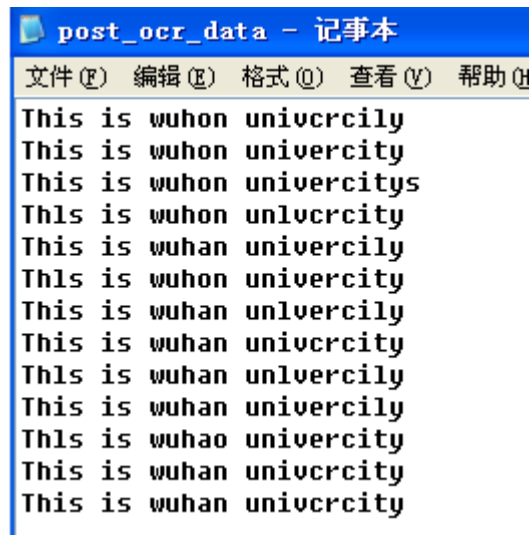 post_ocr_data - 记事本
文件(F) 编辑(E) 格式(O) 查看(V) 帮助(H
This is wuhon univcrcily
This is wuhon univercity
This is wuhon univercitys
Thls is wuhon unlvcrcity
This is wuhan univercily
Thls is wuhon univercity
This is wuhan unlvercily
This is wuhan univcrcity
Thls is wuhan unlvercily
This is wuhan univercily
Thls is wuhao univercity
This is wuhan univcrcity
This is wuhan univcrcity